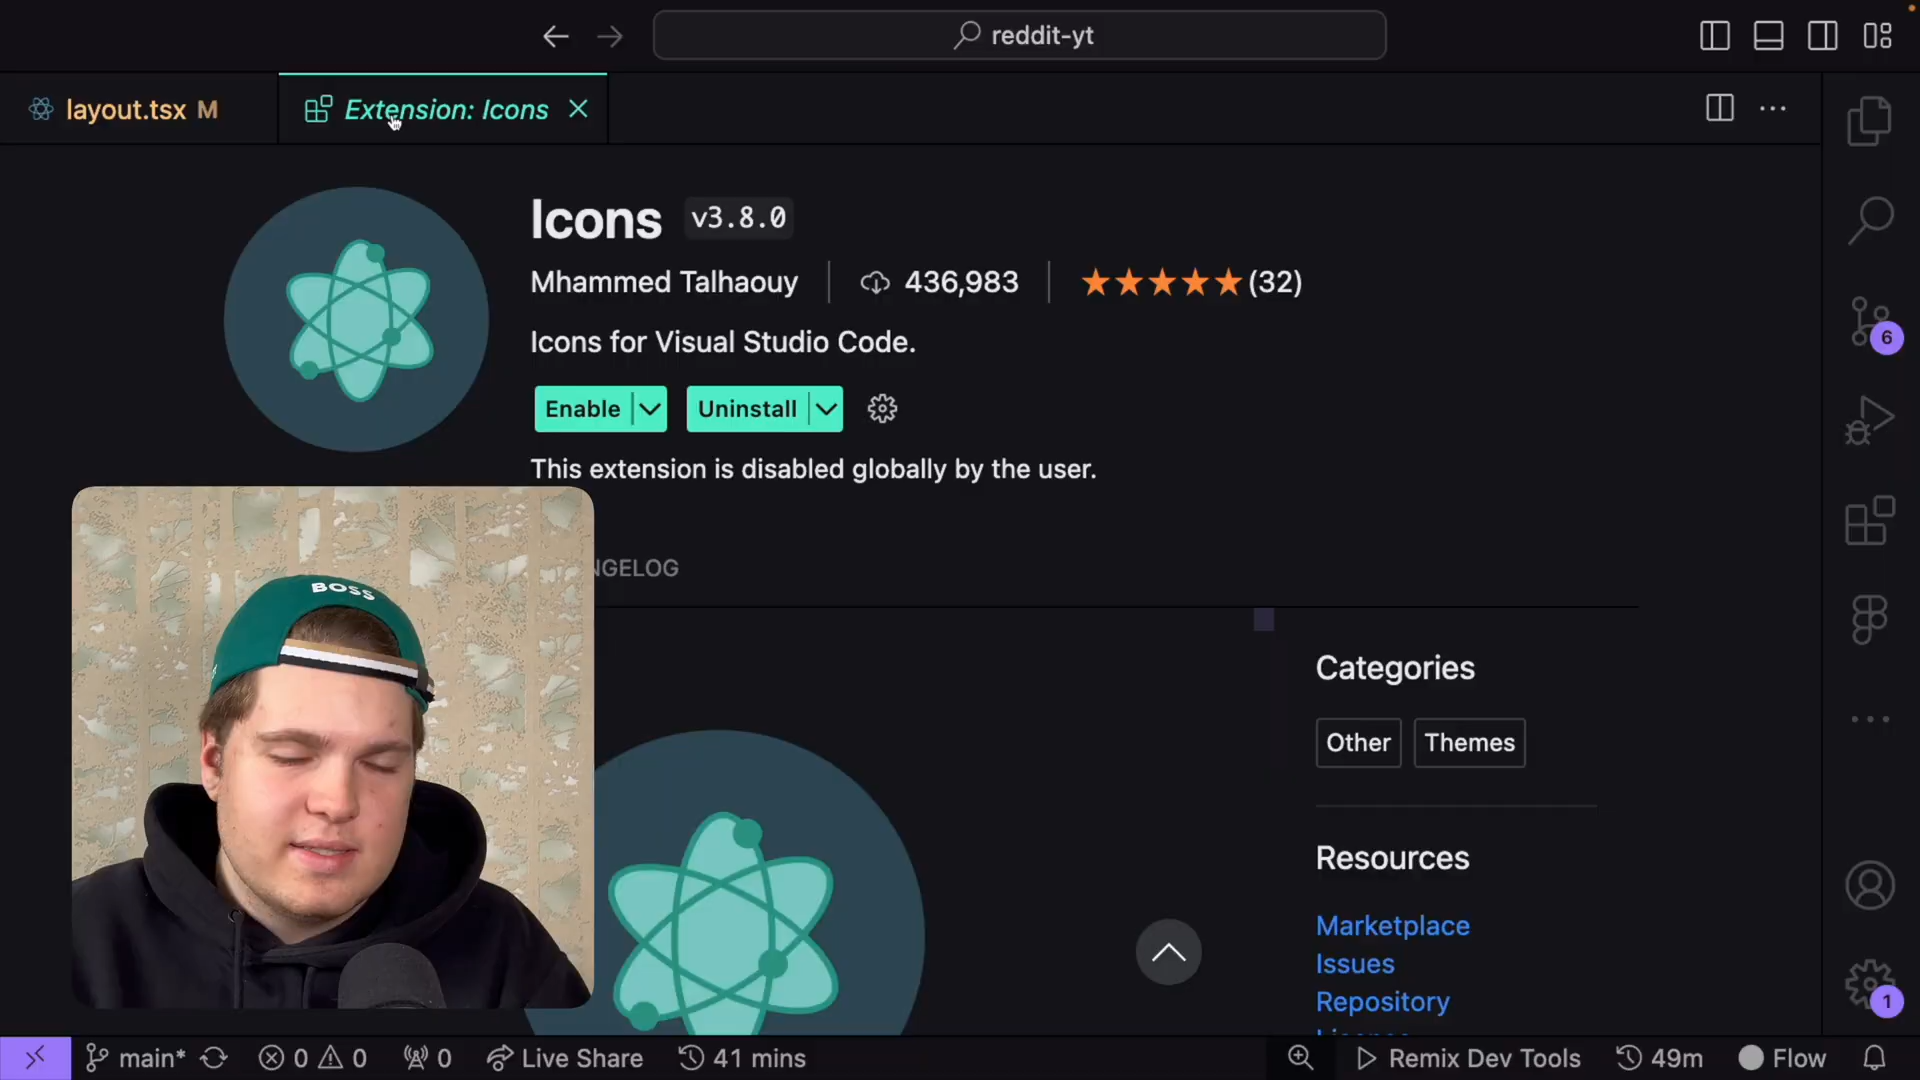 reddit-yt
layout.tsx M
Extension: Icons
Icons v3.8.0
Mhammed Talhaouy 436,983 (32)
Icons for Visual Studio Code.
Enable Uninstall
This extension is disabled globally by the user.
NGELOG
6
BOSS
Categories
Other Themes
Resources
Marketplace
Issues
Repository
1
main* 0 0 0 Live Share 41 mins Remix Dev Tools 49m Flow